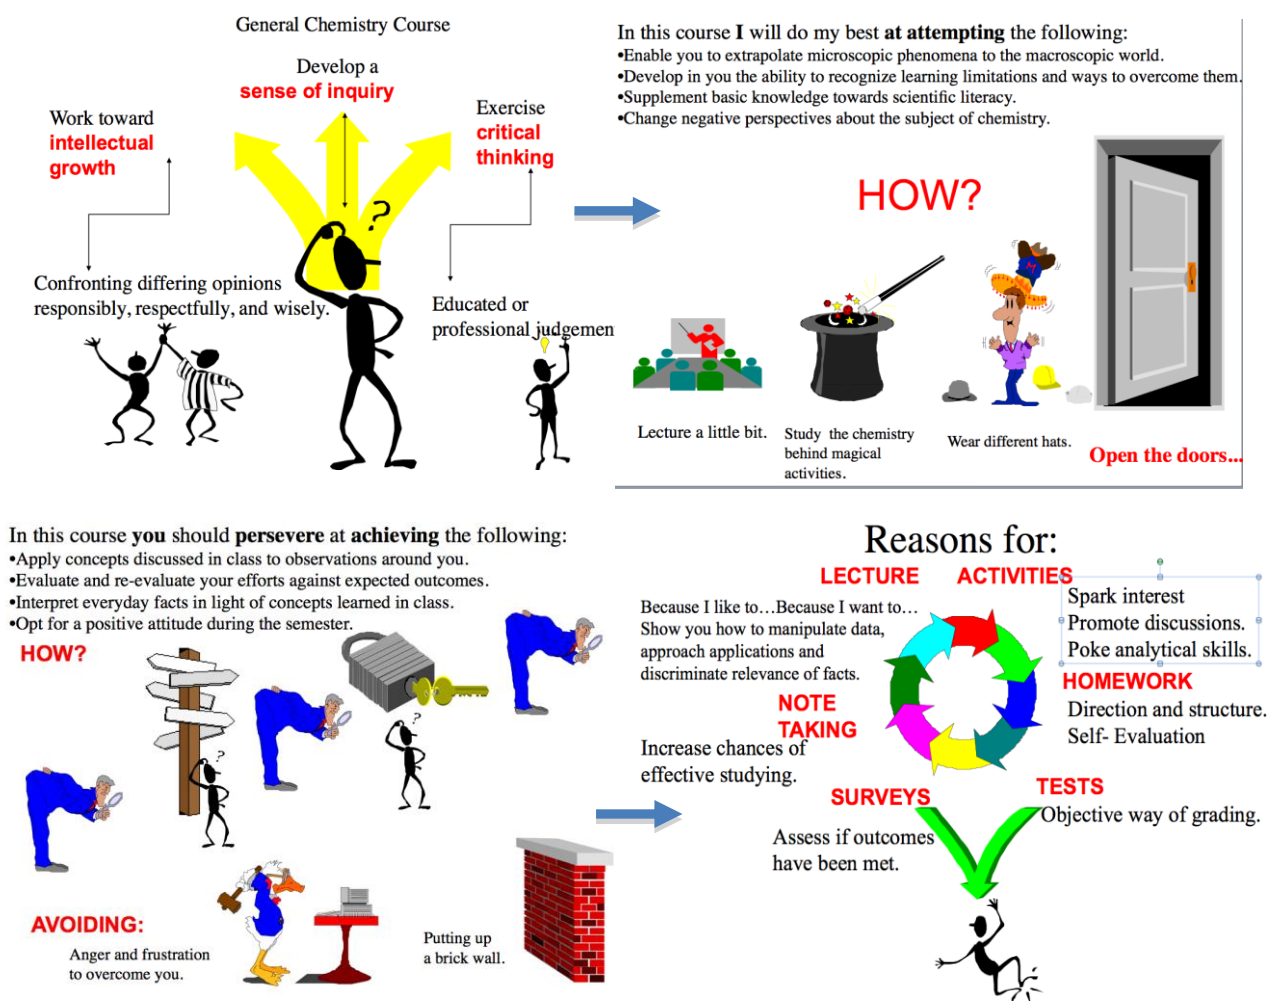 General Chemistry Course
Develop a
sense of inquiry
Work toward
intellectual
growth
Exercise
critical
thinking
Confronting differing opinions
responsibly, respectfully, and wisely.
Educated or
professional judgemen
In this course I will do my best at attempting the following:
•Enable you to extrapolate microscopic phenomena to the macroscopic world.
•Develop in you the ability to recognize learning limitations and ways to overcome them.
•Supplement basic knowledge towards scientific literacy.
•Change negative perspectives about the subject of chemistry.
HOW?
Lecture a little bit.
Study the chemistry
behind magical
activities.
Wear different hats.
Open the doors...
In this course you should persevere at achieving the following:
•Apply concepts discussed in class to observations around you.
•Evaluate and re-evaluate your efforts against expected outcomes.
•Interpret everyday facts in light of concepts learned in class.
•Opt for a positive attitude during the semester.
HOW?
AVOIDING:
Anger and frustration
to overcome you.
Putting up
a brick wall.
Reasons for:
LECTURE
Because I like to…Because I want to…
Show you how to manipulate data,
approach applications and
discriminate relevance of facts.
ACTIVITIES
Spark interest
Promote discussions.
Poke analytical skills.
HOMEWORK
Direction and structure.
Self- Evaluation
NOTE
TAKING
Increase chances of
effective studying.
SURVEYS
Assess if outcomes
have been met.
TESTS
Objective way of grading.